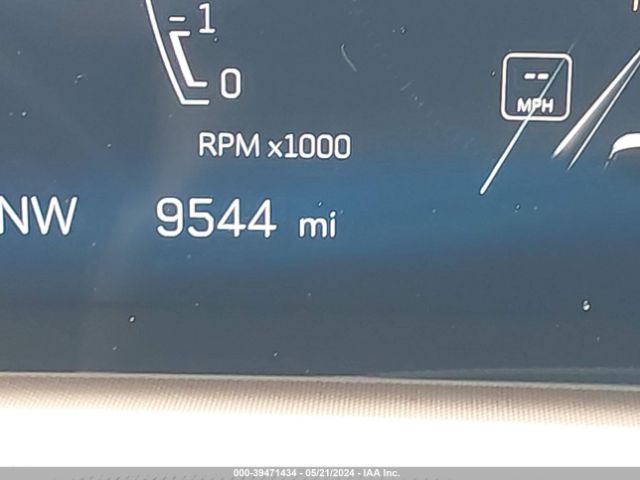 1
0
--
MPH
RPM x1000
NW 9544 mi
000-39471434 - 05/21/2024 - IAA Inc.